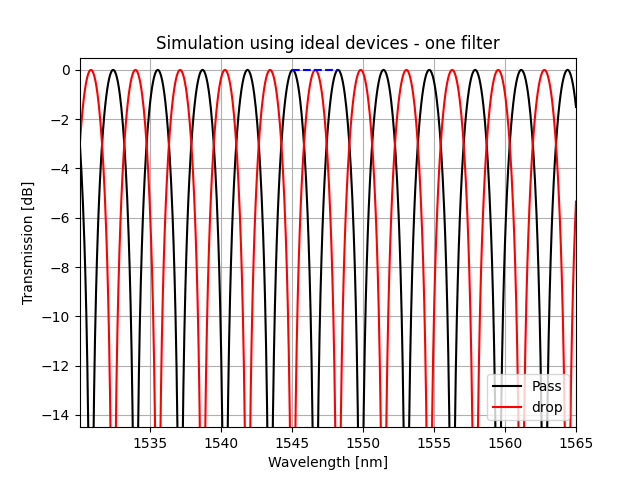 Simulation using ideal devices - one filter
Transmission [dB]
0
−2
−4
−6
−8
−10
−12
−14
Pass
drop
1535 1540 1545 1550 1555 1560 1565
Wavelength [nm]